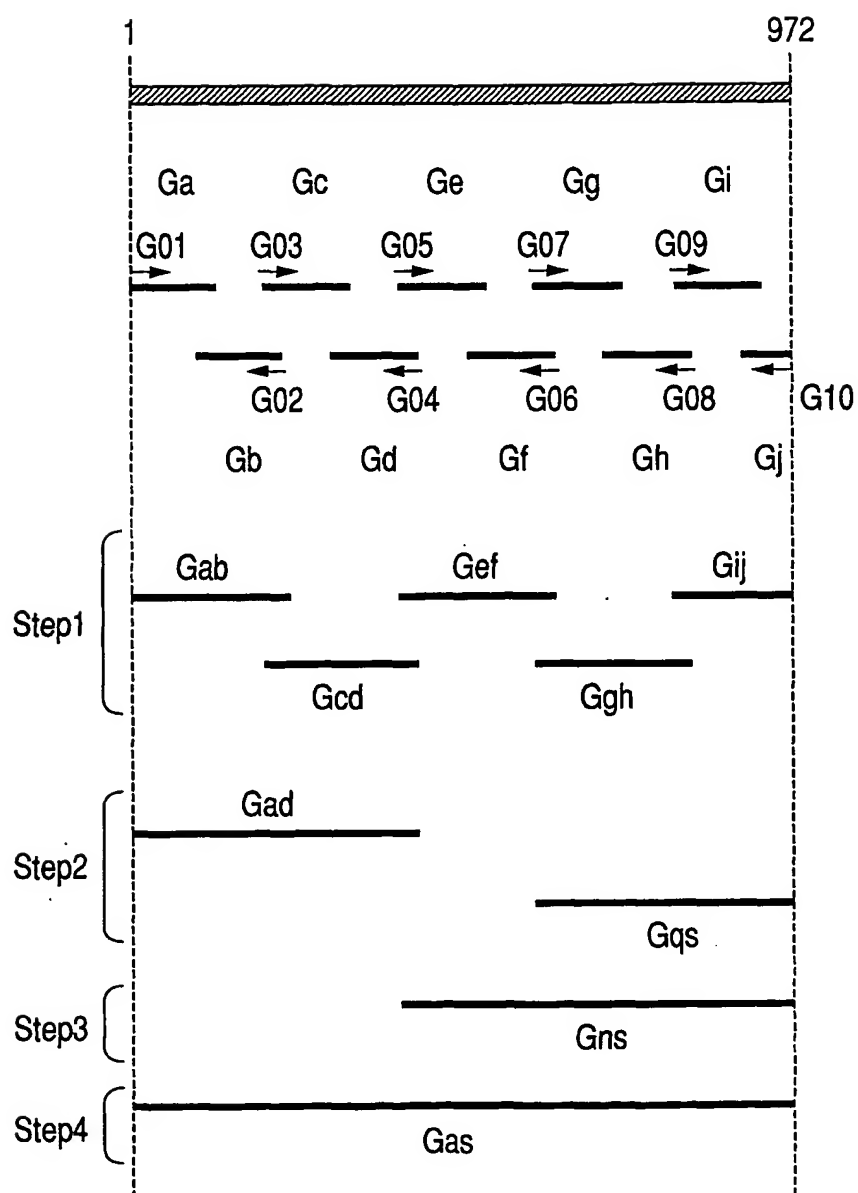 1 972
Ga Gc Ge Gg Gi
G01 G03 G05 G07 G09
G02 G04 G06 G08 G10
Gb Gd Gf Gh Gj
Step1
Gab Gef Gij
Gcd Ggh
Step2
Gad
Gqs
Step3
Gns
Step4
Gas